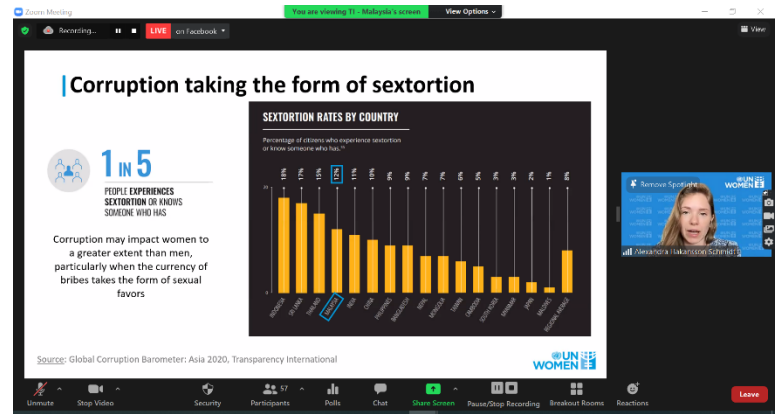 Zoom Meeting
You are viewing TI - Malaysia's screen
View Options
Recording...
LIVE
on Facebook
View
Corruption taking the form of sextortion
1 IN 5
PEOPLE EXPERIENCES
SEXTORTION OR KNOWS
SOMEONE WHO HAS
Corruption may impact women to
a greater extent than men,
particularly when the currency of
bribes takes the form of sexual
favors
SEXTORTION RATES BY COUNTRY
Percentage of citizens who experience sextortion
or know someone who has.
18% 17% 15% 12% 11% 10% 9% 9% 7% 7% 6% 5% 3% 3% 2% 1% 8%
20
0
INDONESIA SRI LANKA THAILAND MALAYSIA INDIA CHINA PHILIPPINES BANGLADESH NEPAL MONGOLIA TAIWAN CAMBODIA SOUTH KOREA MYANMAR JAPAN MALDIVES REGIONAL AVERAGE
Source: Global Corruption Barometer: Asia 2020, Transparency International
UN
WOMEN
Remove Spotlight
UN
WOMEN
Alexandra Hakansson Schmidt
Unmute
Stop Video
Security
57
Participants
Polls
Chat
Share Screen
Pause/Stop Recording
Breakout Rooms
Reactions
Leave